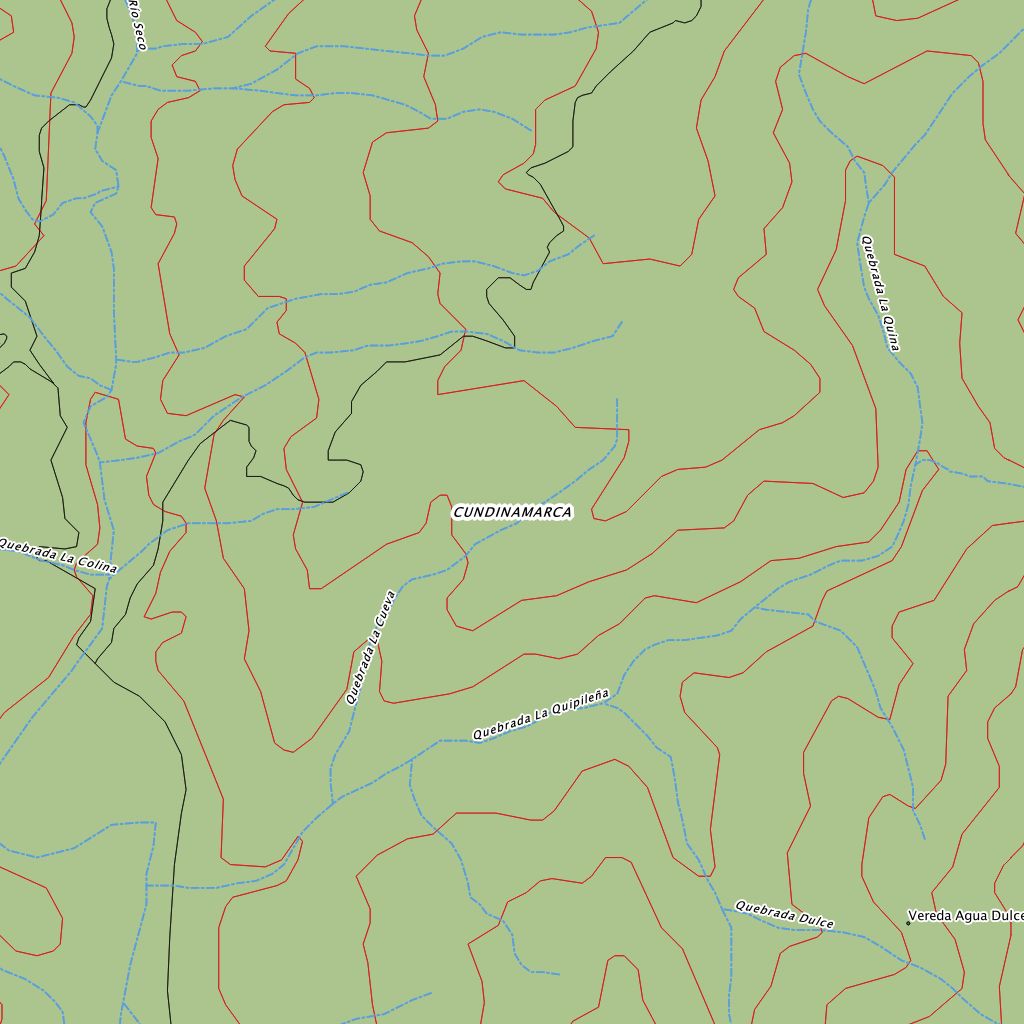 Río Seco
Quebrada La Quina
CUNDINAMARCA
Quebrada La Colina
Quebrada La Cueva
Quebrada La Quipileña
Quebrada Dulce
Vereda Agua Dulce